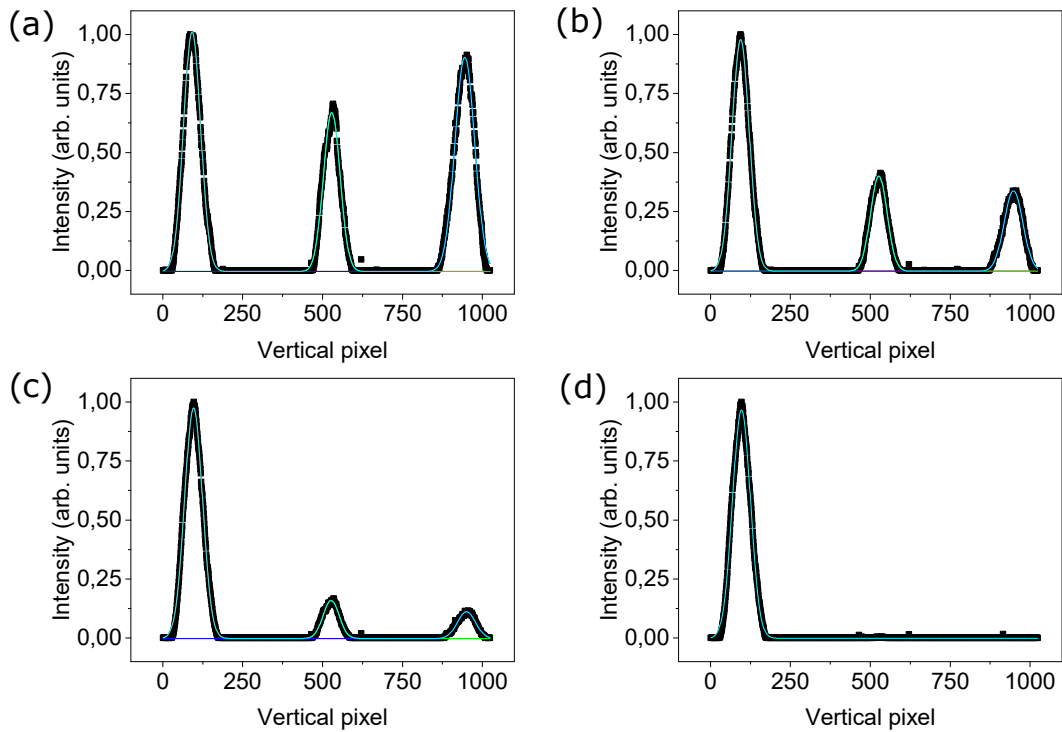 (a)
1,00
0,75
0,50
0,25
0,00
Intensity (arb. units)
0 250 500 750 1000
Vertical pixel
(b)
1,00
0,75
0,50
0,25
0,00
Intensity (arb. units)
0 250 500 750 1000
Vertical pixel
(c)
1,00
0,75
0,50
0,25
0,00
Intensity (arb. units)
0 250 500 750 1000
Vertical pixel
(d)
1,00
0,75
0,50
0,25
0,00
Intensity (arb. units)
0 250 500 750 1000
Vertical pixel